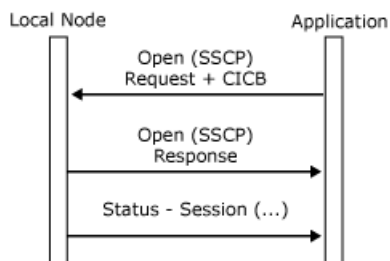 Local Node
Application
Open (SSCP)
Request + CICB
Open (SSCP)
Response
Status - Session (...)